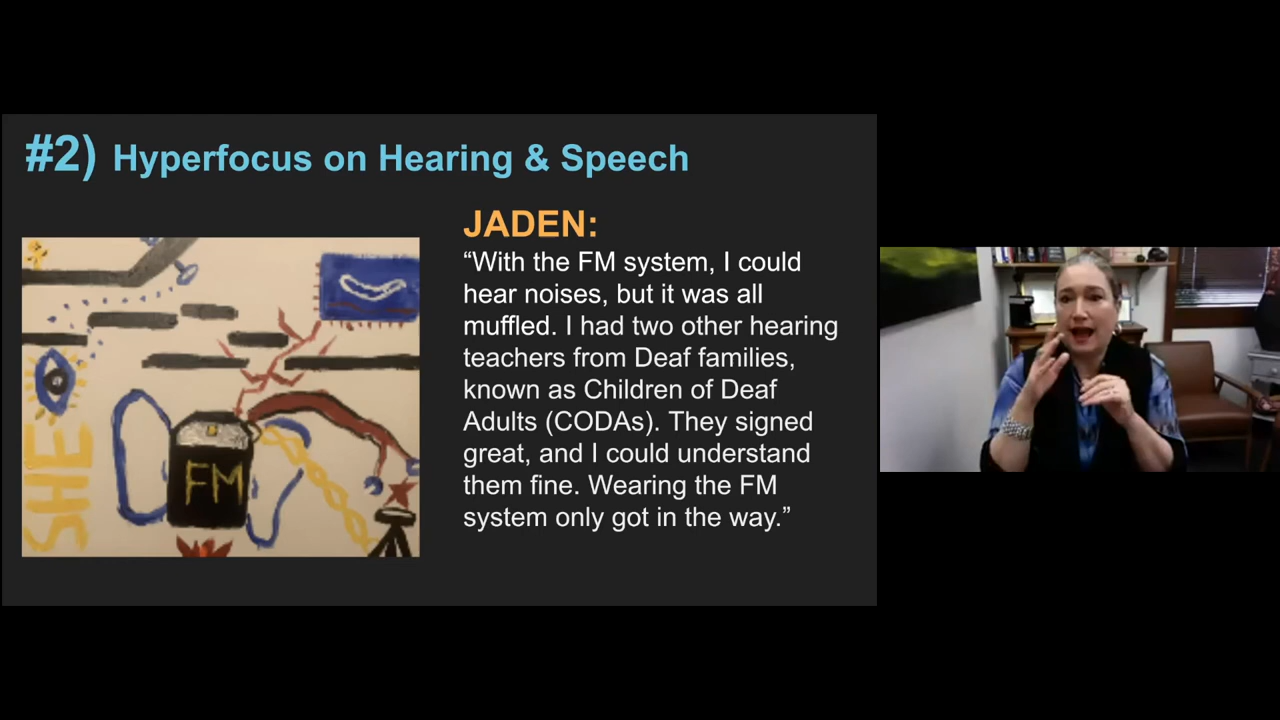 #2) Hyperfocus on Hearing & Speech
JADEN:
“With the FM system, I could
hear noises, but it was all
muffled. I had two other hearing
teachers from Deaf families,
known as Children of Deaf
Adults (CODAs). They signed
great, and I could understand
them fine. Wearing the FM
system only got in the way.”
SHE
FM